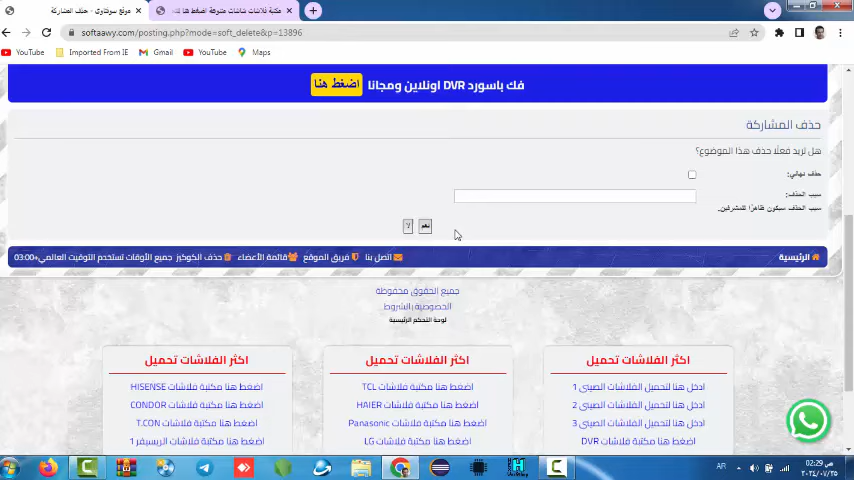 موقع سوفتاوى - حذف المشاركة
مكتبة فلاشات شاشات متنوعة اضغط هنا لك
softaawy.com/posting.php?mode=soft_delete&p=13896
YouTube
Imported From IE
Gmail
YouTube
Maps
فك باسورد DVR اونلاين ومجانا اضغط هنا
حذف المشاركة
هل تريد فعلًا حذف هذا الموضوع؟
حذف نهائي:
سبب الحذف:
سبب الحذف سيكون ظاهرًا للمشرفين.
نعم
لا
الرئيسية
اتصل بنا
فريق الموقع
قائمة الأعضاء
حذف الكوكيز
جميع الأوقات تستخدم التوقيت العالمي+03:00
جميع الحقوق محفوظة
الخصوصية | الشروط
لوحة التحكم الرئيسية
اكثر الفلاشات تحميل
ادخل هنا لتحميل الفلاشات الصينى 1
ادخل هنا لتحميل الفلاشات الصينى 2
ادخل هنا لتحميل الفلاشات الصينى 3
اضغط هنا مكتبة فلاشات DVR
اكثر الفلاشات تحميل
اضغط هنا مكتبة فلاشات TCL
اضغط هنا مكتبة فلاشات HAIER
اضغط هنا مكتبة فلاشات Panasonic
اضغط هنا مكتبة فلاشات LG
اكثر الفلاشات تحميل
اضغط هنا مكتبة فلاشات HISENSE
اضغط هنا مكتبة فلاشات CONDOR
اضغط هنا مكتبة فلاشات T.CON
اضغط هنا مكتبة فلاشات الريسيفر 1
AR
02:29 ص
٢٠٢٤/٠٧/٢٥